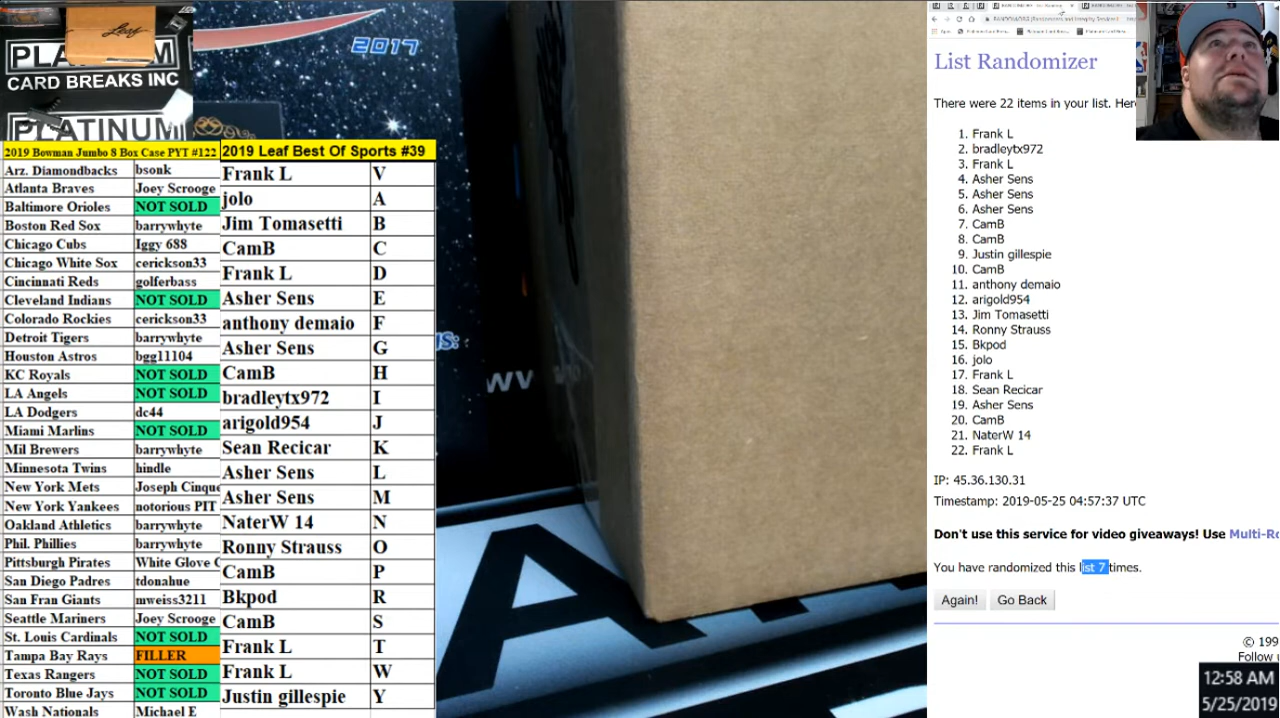 Leaf
PLATINUM
CARD BREAKS INC
PLATINUM
2017
2019 Bowman Jumbo 8 Box Case PYT #122
Arz. Diamondbacks bsonk
Atlanta Braves Joey Scrooge
Baltimore Orioles NOT SOLD
Boston Red Sox barrywhyte
Chicago Cubs Iggy 688
Chicago White Sox cerickson33
Cincinnati Reds golferbass
Cleveland Indians NOT SOLD
Colorado Rockies cerickson33
Detroit Tigers barrywhyte
Houston Astros bgg11104
KC Royals NOT SOLD
LA Angels NOT SOLD
LA Dodgers dc44
Miami Marlins NOT SOLD
Mil Brewers barrywhyte
Minnesota Twins hindle
New York Mets Joseph Cinque
New York Yankees notorious PIT
Oakland Athletics barrywhyte
Phil. Phillies barrywhyte
Pittsburgh Pirates White Glove C
San Diego Padres tdonahue
San Fran Giants mweiss3211
Seattle Mariners Joey Scrooge
St. Louis Cardinals NOT SOLD
Tampa Bay Rays FILLER
Texas Rangers NOT SOLD
Toronto Blue Jays NOT SOLD
Wash Nationals Michael E
2019 Leaf Best Of Sports #39
Frank L V
jolo A
Jim Tomasetti B
CamB C
Frank L D
Asher Sens E
anthony demaio F
Asher Sens G
CamB H
bradleytx972 I
arigold954 J
Sean Recicar K
Asher Sens L
Asher Sens M
NaterW 14 N
Ronny Strauss O
CamB P
Bkpod R
CamB S
Frank L T
Frank L W
Justin gillespie Y
List Randomizer
There were 22 items in your list. Here
1. Frank L
2. bradleytx972
3. Frank L
4. Asher Sens
5. Asher Sens
6. Asher Sens
7. CamB
8. CamB
9. Justin gillespie
10. CamB
11. anthony demaio
12. arigold954
13. Jim Tomasetti
14. Ronny Strauss
15. Bkpod
16. jolo
17. Frank L
18. Sean Recicar
19. Asher Sens
20. CamB
21. NaterW 14
22. Frank L
IP: 45.36.130.31
Timestamp: 2019-05-25 04:57:37 UTC
Don't use this service for video giveaways! Use Multi-Ro
You have randomized this list 7 times.
Again! Go Back
© 199
Follow u
12:58 AM
5/25/2019